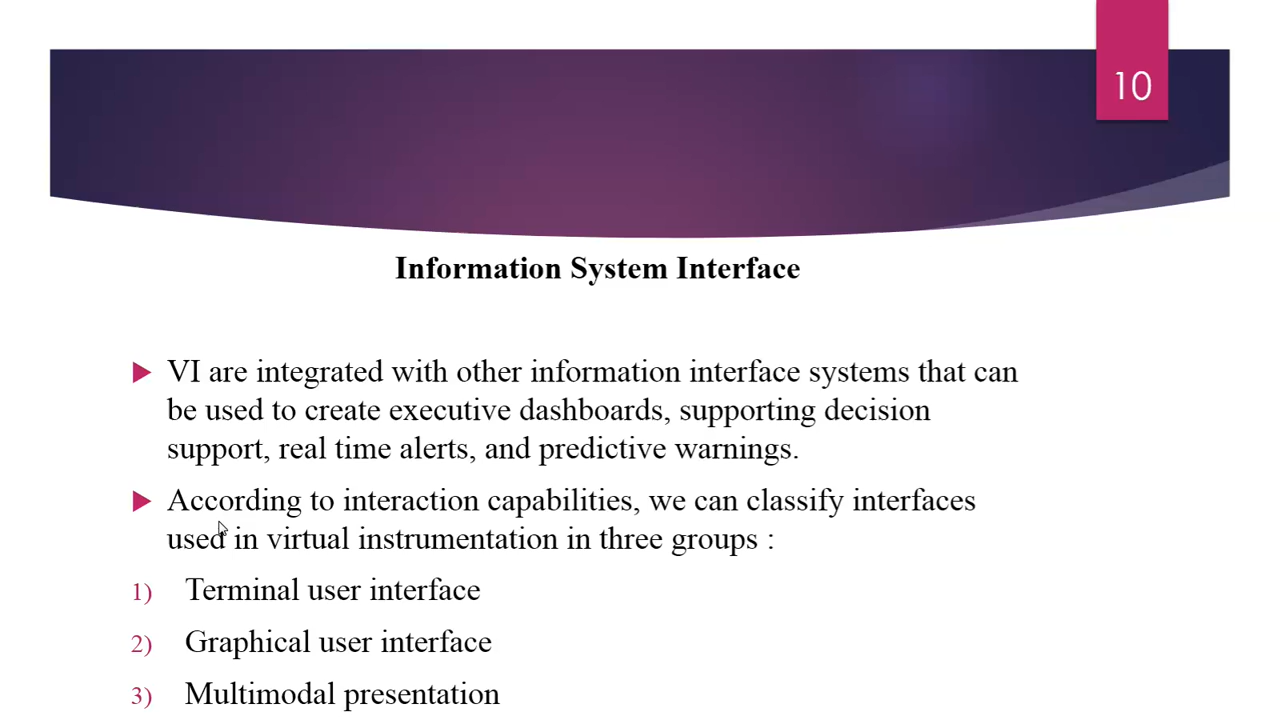 10
Information System Interface
VI are integrated with other information interface systems that can
be used to create executive dashboards, supporting decision
support, real time alerts, and predictive warnings.
According to interaction capabilities, we can classify interfaces
used in virtual instrumentation in three groups :
1) Terminal user interface
2) Graphical user interface
3) Multimodal presentation